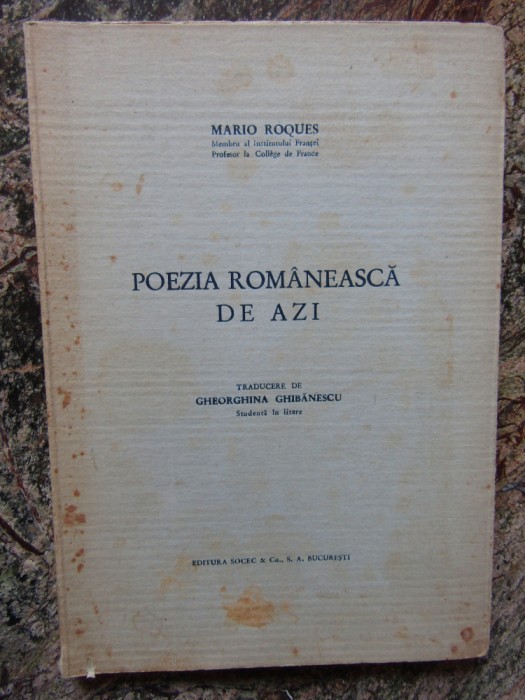 MARIO ROQUES
Membru al Institutului Franței
Profesor la Collège de France
POEZIA ROMÂNEASCĂ
DE AZI
TRADUCERE DE
GHEORGHINA GHIBĂNESCU
Studentă în litere
EDITURA SOCEC & Co., S. A. BUCUREȘTI